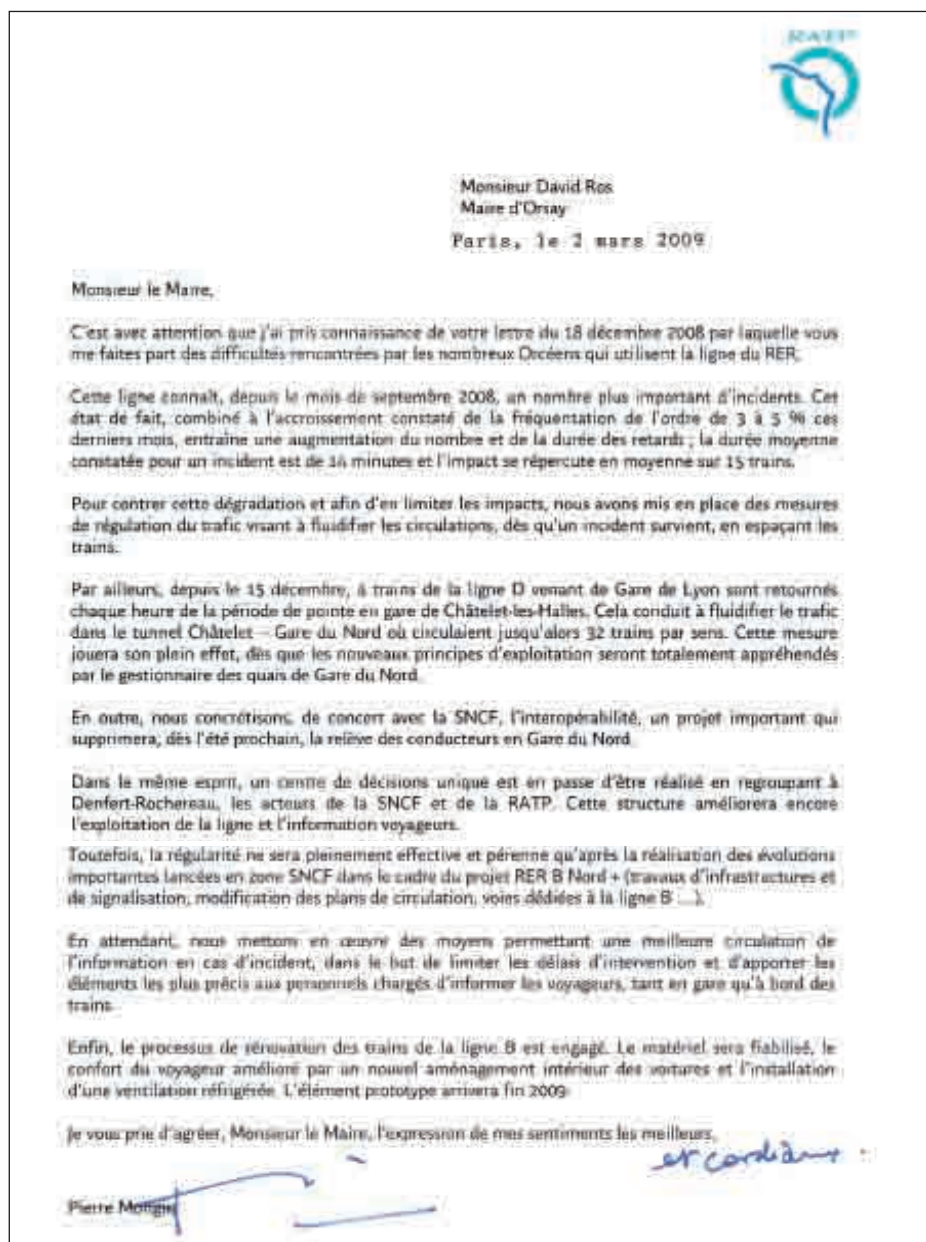 RATP
Monsieur David Ros
Maire d'Orsay
Paris, le 2 mars 2009
Monsieur le Maire,
C'est avec attention que j'ai pris connaissance de votre lettre du 18 décembre 2008 par laquelle vous
me faites part des difficultés rencontrées par les nombreux Orcéens qui utilisent la ligne du RER.
Cette ligne connaît, depuis le mois de septembre 2008, un nombre plus important d'incidents. Cet
état de fait, combiné à l'accroissement constaté de la fréquentation de l'ordre de 3 à 5 % ces
derniers mois, entraîne une augmentation du nombre et de la durée des retards ; la durée moyenne
constatée pour un incident est de minutes et l'impact se répercute en moyenne sur 15 trains.
Pour contrer cette dégradation et afin d'en limiter les impacts, nous avons mis en place des mesures
de régulation du trafic visant à fluidifier les circulations, dès qu'un incident survient, en espaçant les
trains.
Par ailleurs, depuis le 15 décembre, trains de la ligne D venant de Gare de Lyon sont retournés
chaque heure de la période de pointe en gare de Châtelet-les-Halles. Cela conduit à fluidifier le trafic
dans le tunnel Châtelet – Gare du Nord où circulaient jusqu'alors 32 trains par sens. Cette mesure
jouera son plein effet, dès que les nouveaux principes d'exploitation seront totalement appréhendés
par le gestionnaire des quais de Gare du Nord.
En outre, nous concrétisons, de concert avec la SNCF, l'interopérabilité, un projet important qui
supprimera, dès l'été prochain, la relève des conducteurs en Gare du Nord.
Dans le même esprit, un centre de décisions unique est en passe d'être réalisé en regroupant à
Denfert-Rochereau, les acteurs de la SNCF et de la RATP. Cette structure améliorera encore
l'exploitation de la ligne et l'information voyageurs.
Toutefois, la régularité ne sera pleinement effective et pérenne qu'après la réalisation des évolutions
importantes lancées en zone SNCF dans le cadre du projet RER B Nord + (travaux d'infrastructures et
de signalisation, modification des plans de circulation, voies dédiées à la ligne B ...).
En attendant, nous mettons en œuvre des moyens permettant une meilleure circulation de
l'information en cas d'incident, dans le but de limiter les délais d'intervention et d'apporter les
éléments les plus précis aux personnels chargés d'informer les voyageurs, tant en gare qu'à bord des
trains.
Enfin, le processus de rénovation des trains de la ligne B est engagé. Le matériel sera fiabilisé, le
confort du voyageur amélioré par un nouvel aménagement intérieur des voitures et l'installation
d'une ventilation réfrigérée. L'élément prototype arrivera fin 2009.
Je vous prie d'agréer, Monsieur le Maire, l'expression de mes sentiments les meilleurs.
et cordiaux.
Pierre Mongin